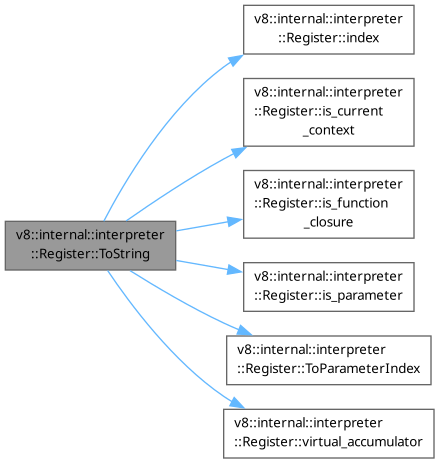 v8::internal::interpreter
::Register::ToString
v8::internal::interpreter
::Register::index
v8::internal::interpreter
::Register::is_current
_context
v8::internal::interpreter
::Register::is_function
_closure
v8::internal::interpreter
::Register::is_parameter
v8::internal::interpreter
::Register::ToParameterIndex
v8::internal::interpreter
::Register::virtual_accumulator